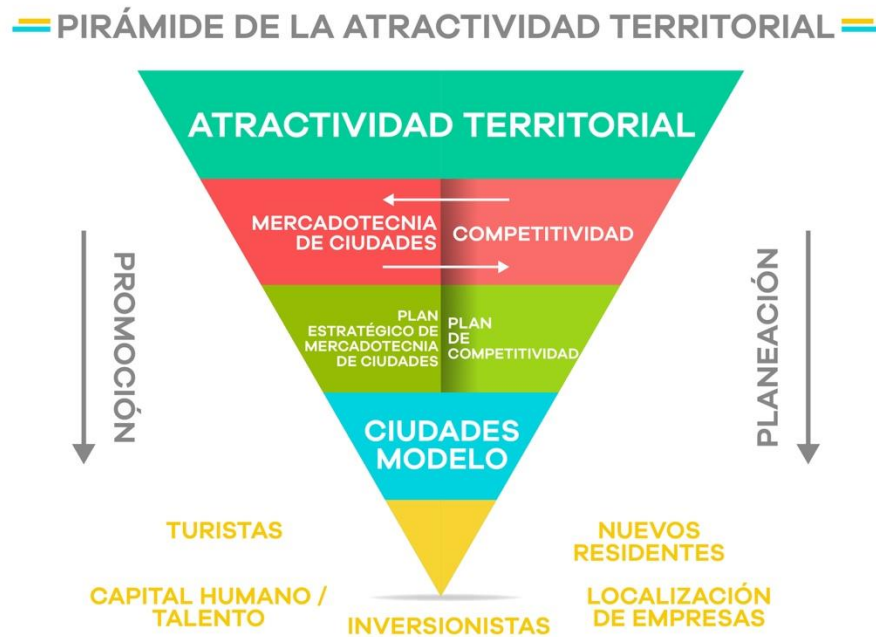 PIRÁMIDE DE LA ATRACTIVIDAD TERRITORIAL
ATRACTIVIDAD TERRITORIAL
MERCADOTECNIA
DE CIUDADES
COMPETITIVIDAD
PLAN
ESTRATÉGICO DE
MERCADOTECNIA
DE CIUDADES
PLAN
DE
COMPETITIVIDAD
PROMOCIÓN
PLANEACIÓN
CIUDADES
MODELO
TURISTAS
NUEVOS
RESIDENTES
CAPITAL HUMANO /
TALENTO
INVERSIONISTAS
LOCALIZACIÓN
DE EMPRESAS